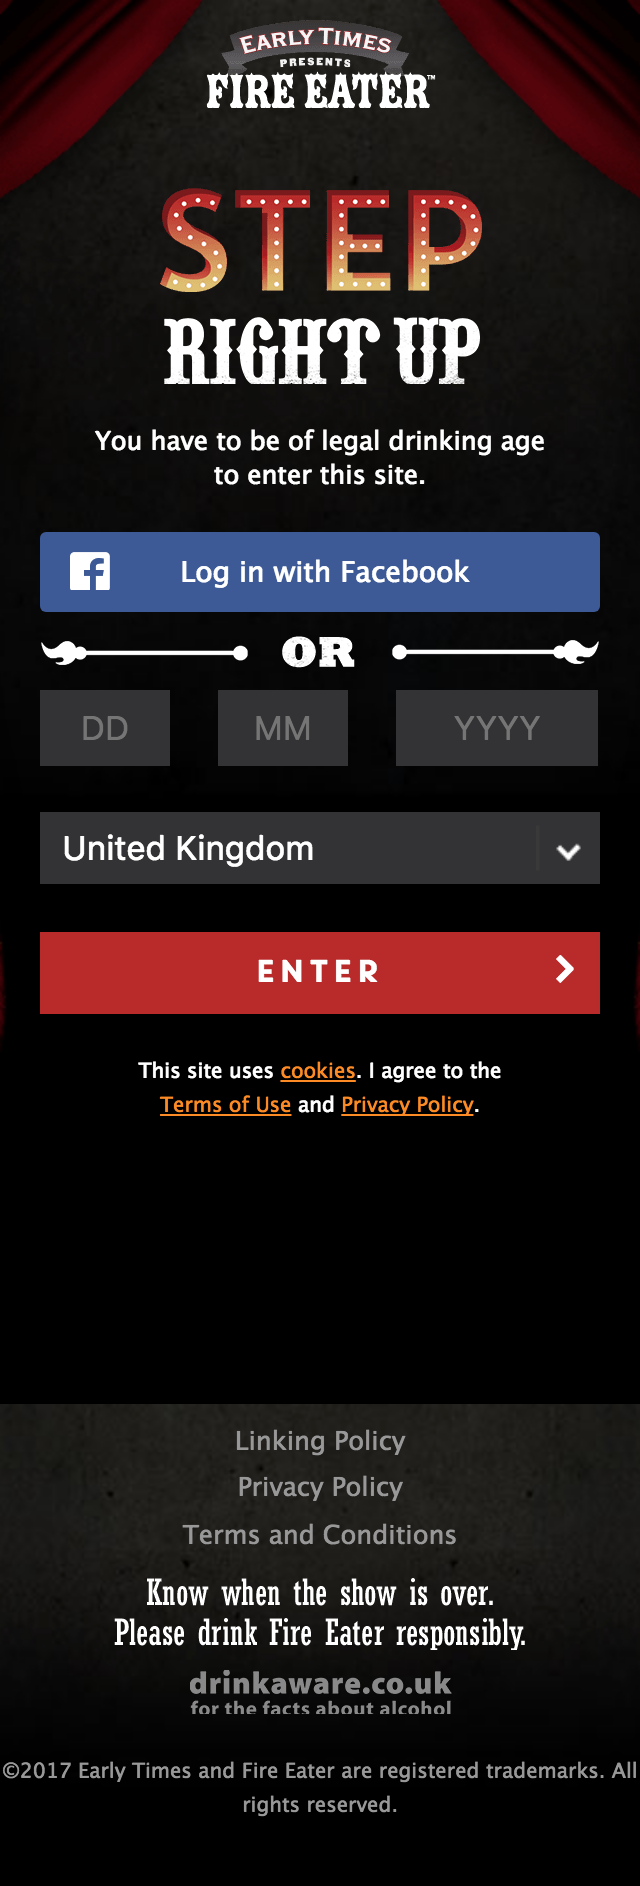 EARLY TIMES
PRESENTS
FIRE EATER™
STEP
RIGHT UP
You have to be of legal drinking age
to enter this site.
Log in with Facebook
OR
DD MM YYYY
United Kingdom
ENTER
This site uses cookies. I agree to the
Terms of Use and Privacy Policy.
Linking Policy
Privacy Policy
Terms and Conditions
Know when the show is over.
Please drink Fire Eater responsibly.
drinkaware.co.uk
for the facts about alcohol
©2017 Early Times and Fire Eater are registered trademarks. All
rights reserved.